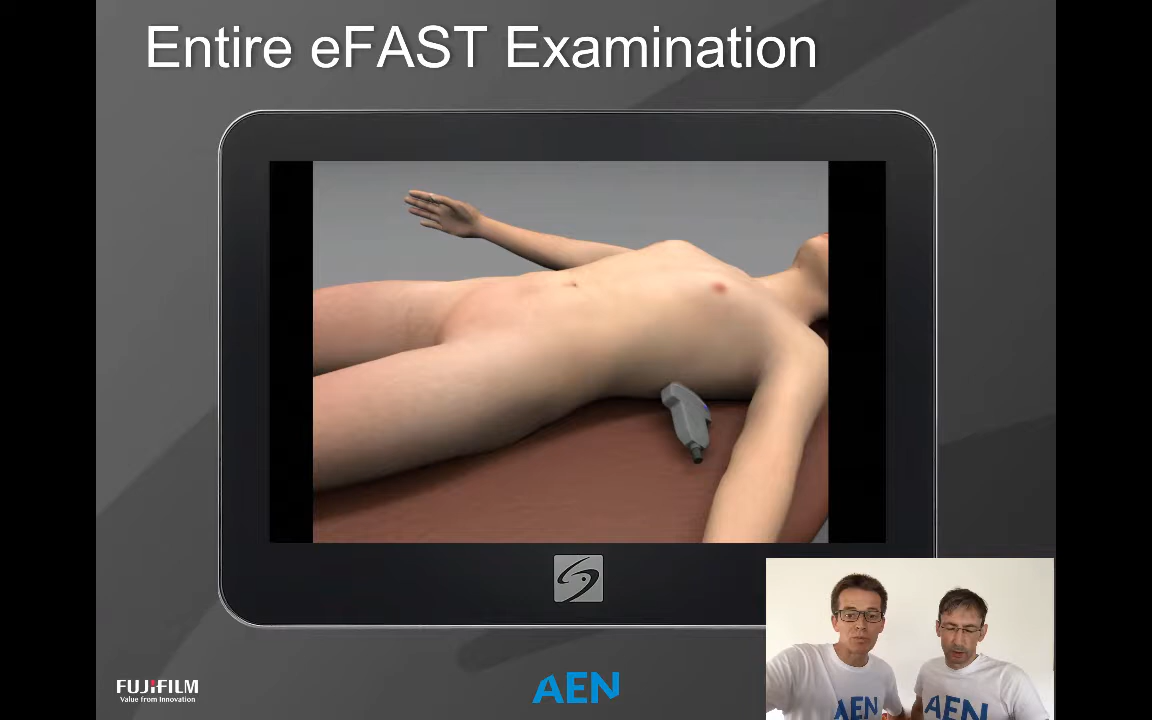 Entire eFAST Examination
FUJIFILM
Value from Innovation
AEN
AEN
AEN